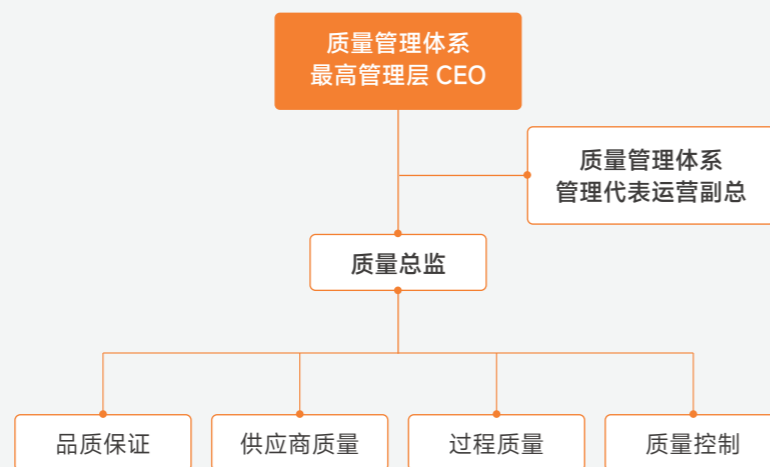 质量管理体系
最高管理层 CEO
质量管理体系
管理代表运营副总
质量总监
品质保证
供应商质量
过程质量
质量控制